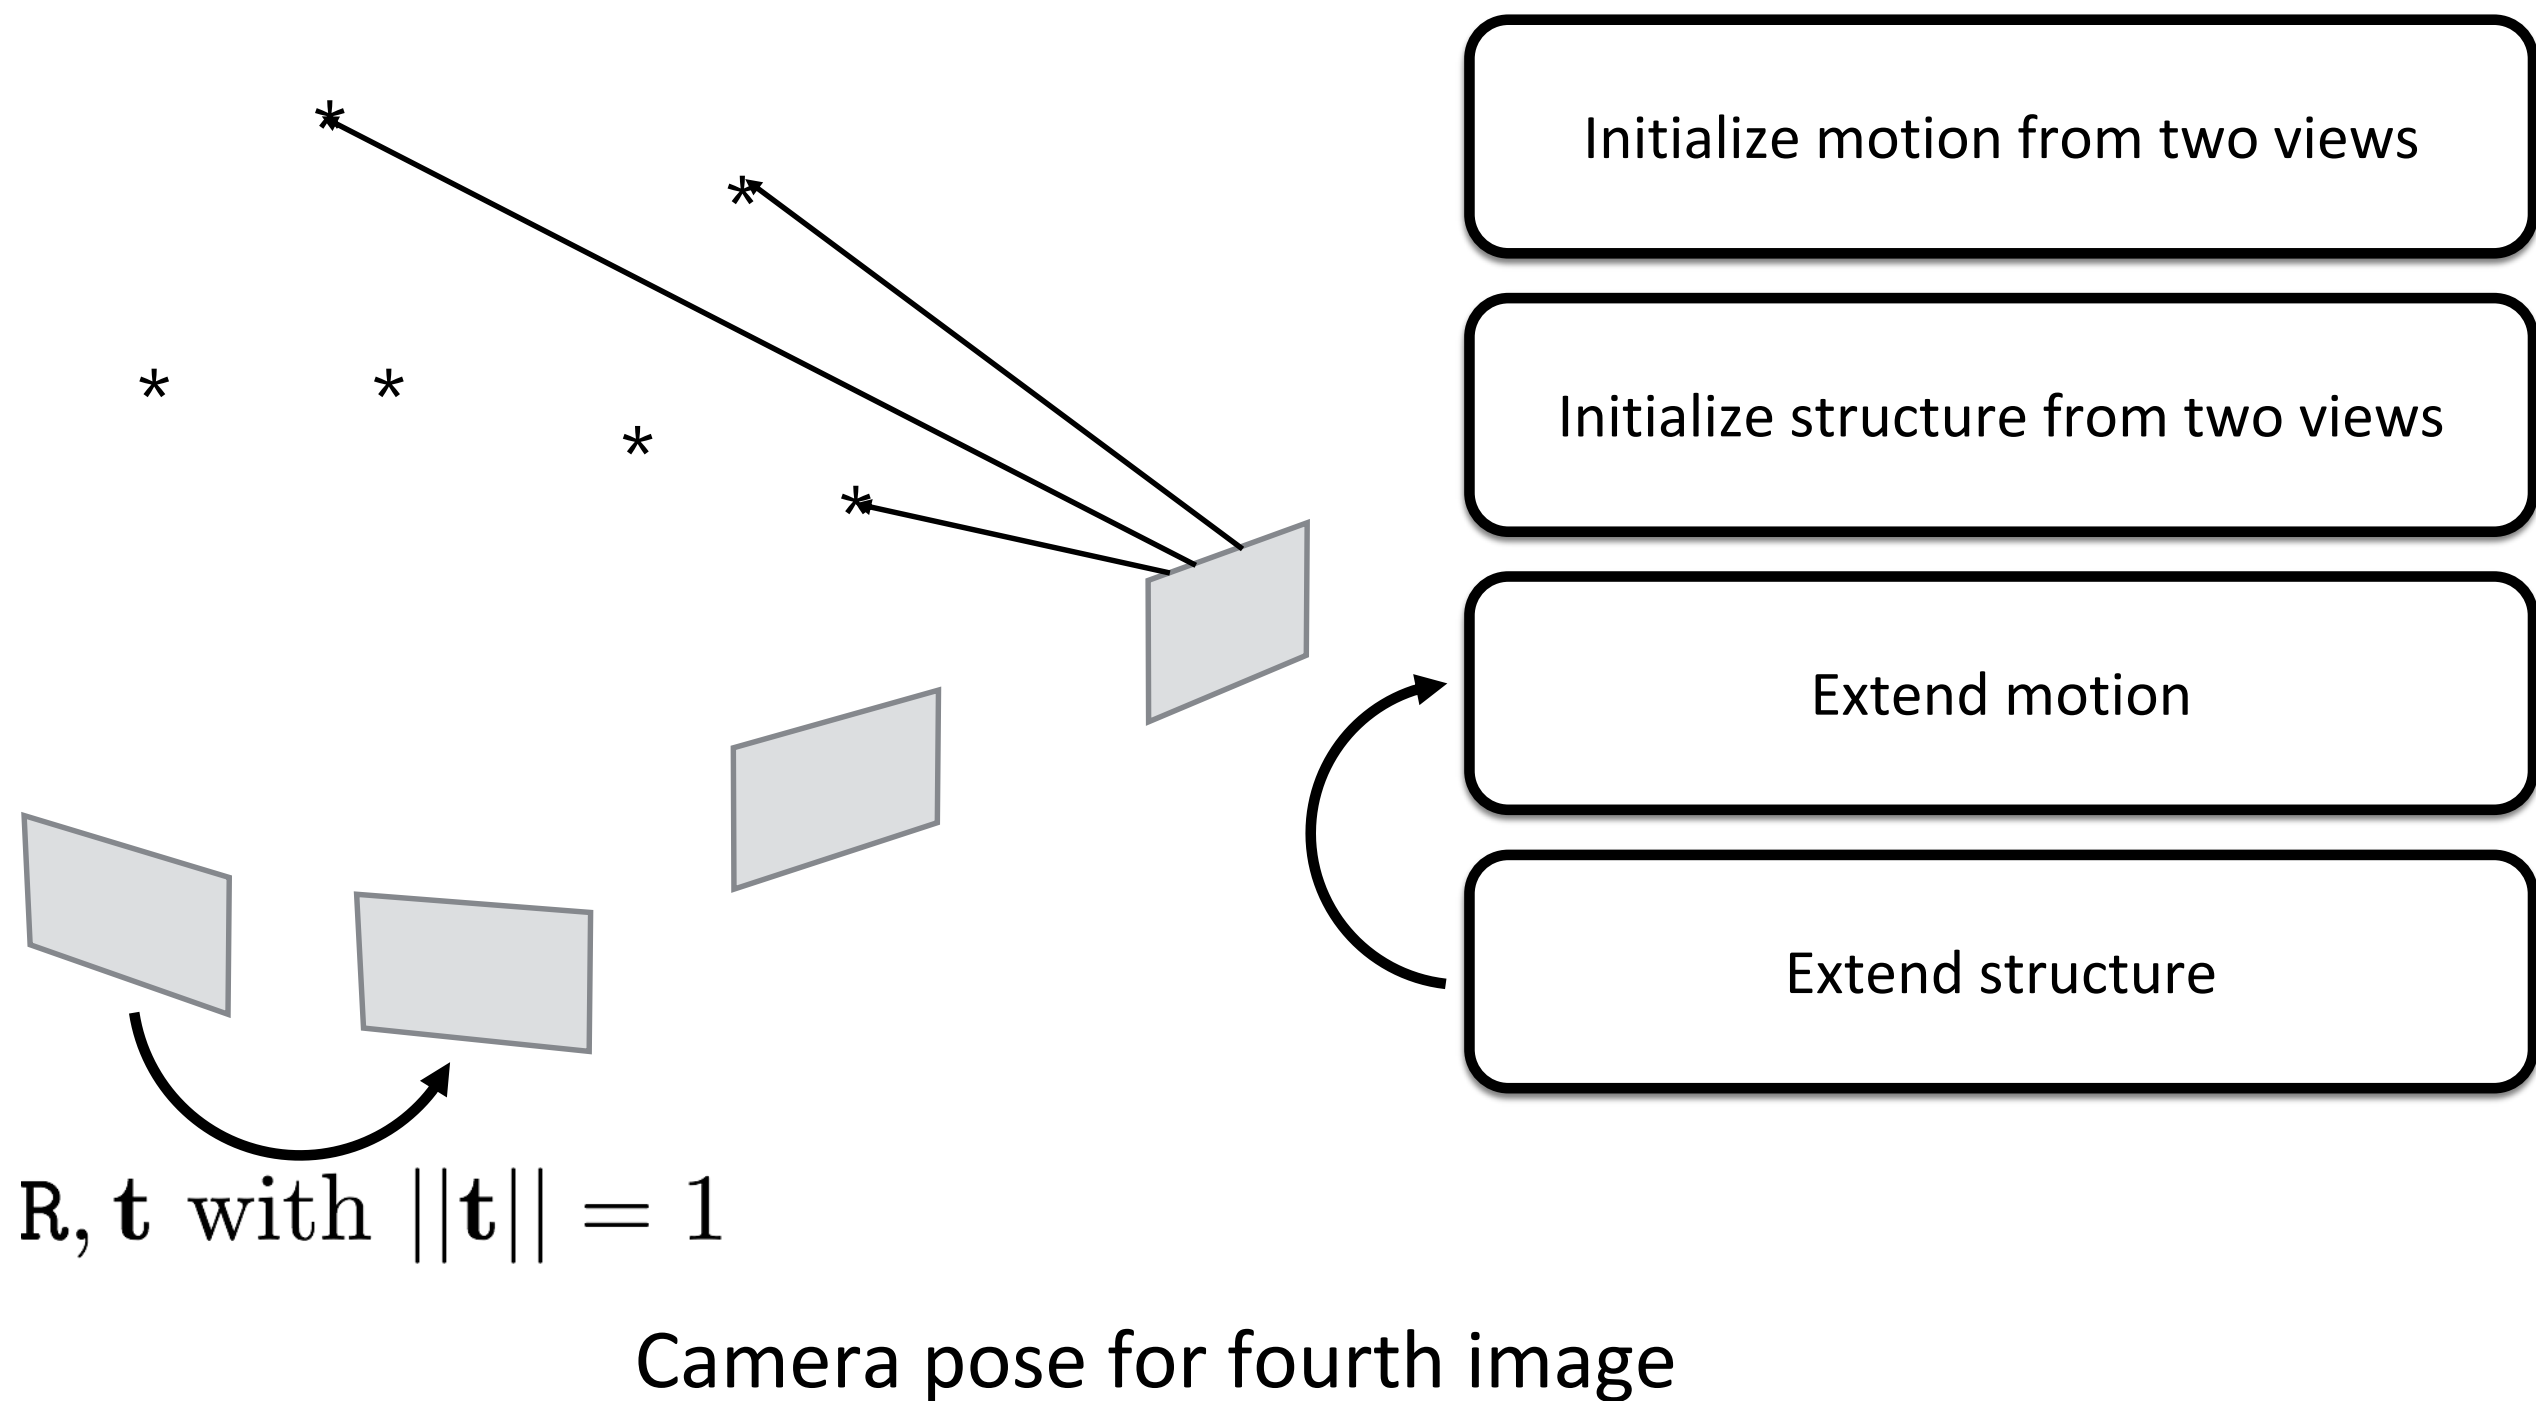 Initialize motion from two views
Initialize structure from two views
Extend motion
Extend structure
R, t with ||t|| = 1
Camera pose for fourth image